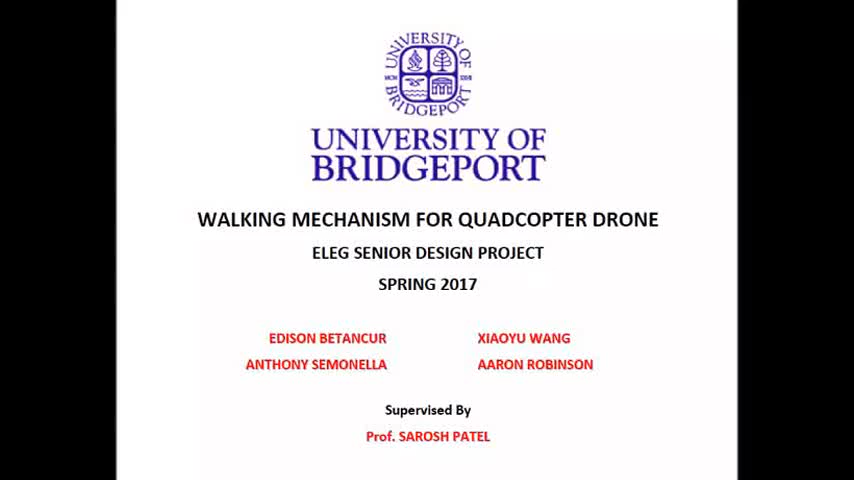 UNIVERSITY OF
BRIDGEPORT
UNIVERSITY OF
BRIDGEPORT
WALKING MECHANISM FOR QUADCOPTER DRONE
ELEG SENIOR DESIGN PROJECT
SPRING 2017
EDISON BETANCUR XIAOYU WANG
ANTHONY SEMONELLA AARON ROBINSON
Supervised By
Prof. SAROSH PATEL